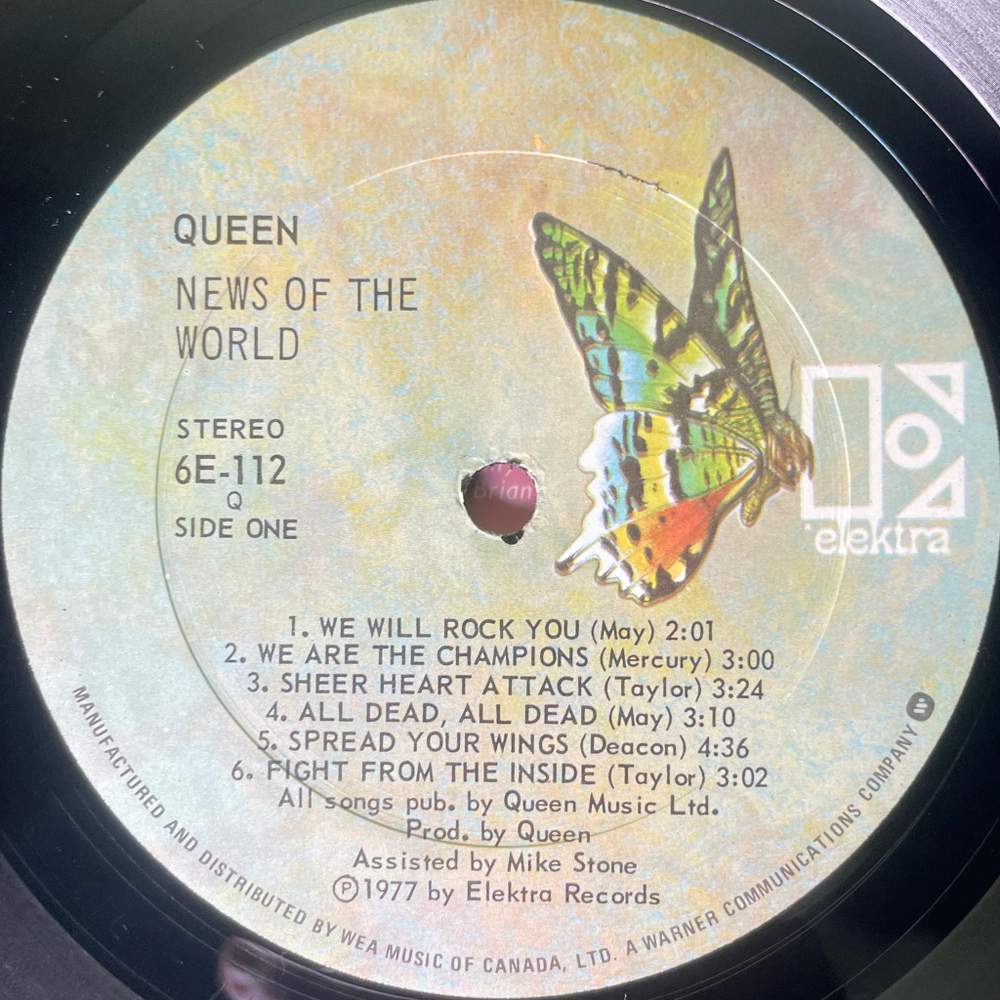 QUEEN
NEWS OF THE
WORLD
STEREO
6E-112
Q
SIDE ONE
Brian
elektra
1. WE WILL ROCK YOU (May) 2:01
2. WE ARE THE CHAMPIONS (Mercury) 3:00
3. SHEER HEART ATTACK (Taylor) 3:24
4. ALL DEAD, ALL DEAD (May) 3:10
5. SPREAD YOUR WINGS (Deacon) 4:36
6. FIGHT FROM THE INSIDE (Taylor) 3:02
All songs pub. by Queen Music Ltd.
Prod. by Queen
Assisted by Mike Stone
Ⓟ1977 by Elektra Records
MANUFACTURED AND DISTRIBUTED BY WEA MUSIC OF CANADA, LTD. A WARNER COMMUNICATIONS COMPANY